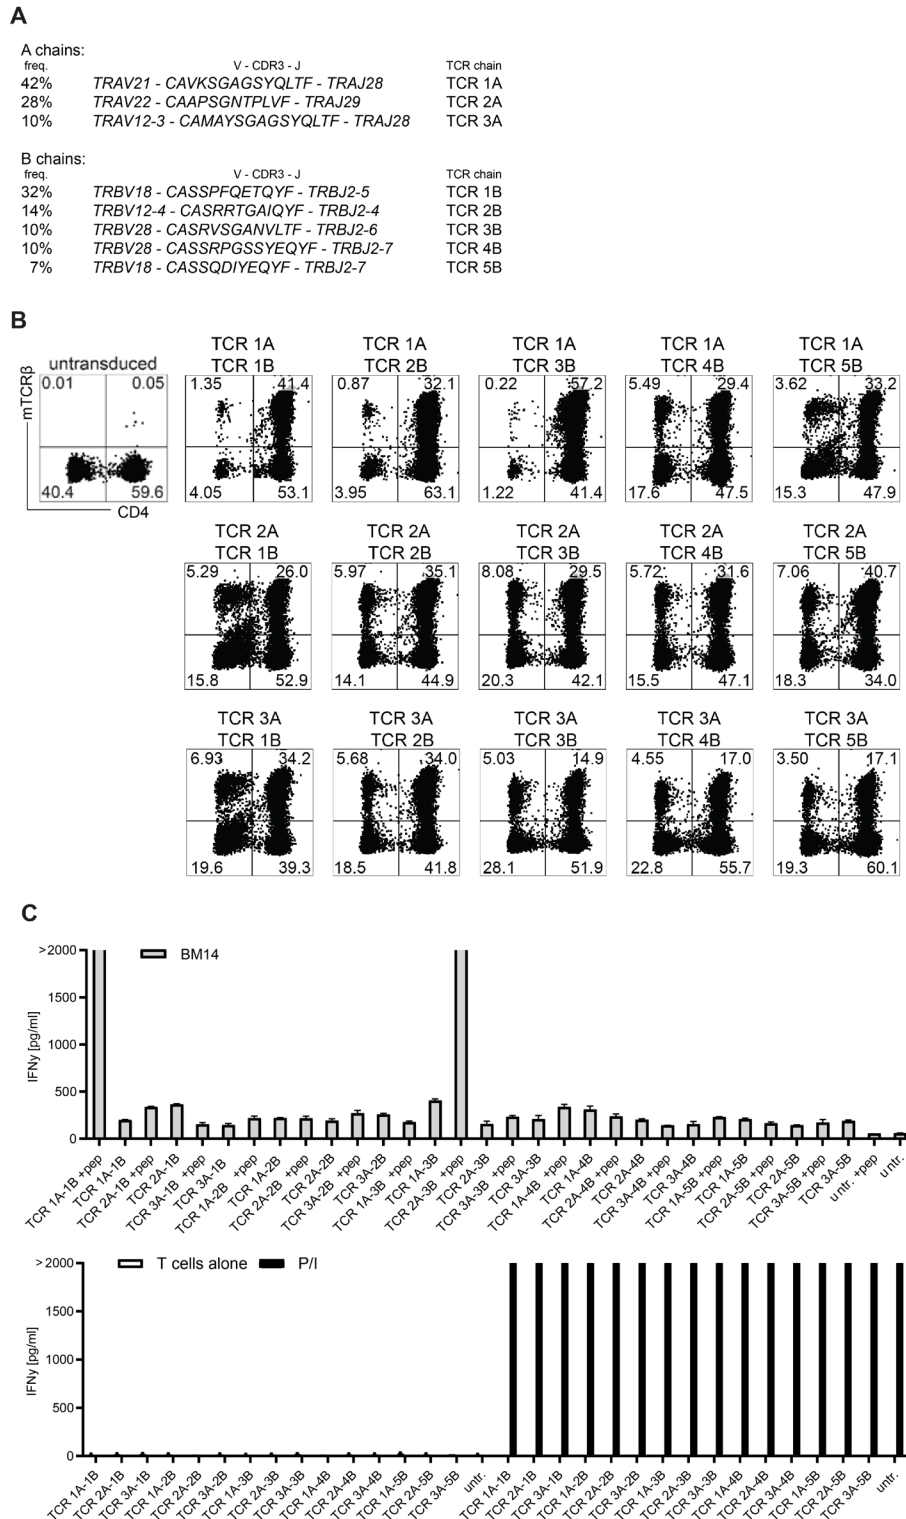 A
A chains:
freq. V - CDR3 - J TCR chain
42% TRAV21 - CAVKSGAGSYQLTF - TRAJ28 TCR 1A
28% TRAV22 - CAAPSGNTPLVF - TRAJ29 TCR 2A
10% TRAV12-3 - CAMAYSGAGSYQLTF - TRAJ28 TCR 3A
B chains:
freq. V - CDR3 - J TCR chain
32% TRBV18 - CASSPFQETQYF - TRBJ2-5 TCR 1B
14% TRBV12-4 - CASRRTGAIQYF - TRBJ2-4 TCR 2B
10% TRBV28 - CASRVSGANVLTF - TRBJ2-6 TCR 3B
10% TRBV28 - CASSRPGSSYEQYF - TRBJ2-7 TCR 4B
7% TRBV18 - CASSQDIYEQYF - TRBJ2-7 TCR 5B
B
TCR 1A TCR 1A TCR 1A TCR 1A TCR 1A
untransduced TCR 1B TCR 2B TCR 3B TCR 4B TCR 5B
0.01 0.05 1.35 41.4 0.87 32.1 0.22 57.2 5.49 29.4 3.62 33.2
mTCRβ
40.4 59.6 4.05 53.1 3.95 63.1 1.22 41.4 17.6 47.5 15.3 47.9
CD4
TCR 2A TCR 2A TCR 2A TCR 2A TCR 2A
TCR 1B TCR 2B TCR 3B TCR 4B TCR 5B
5.29 26.0 5.97 35.1 8.08 29.5 5.72 31.6 7.06 40.7
15.8 52.9 14.1 44.9 20.3 42.1 15.5 47.1 18.3 34.0
TCR 3A TCR 3A TCR 3A TCR 3A TCR 3A
TCR 1B TCR 2B TCR 3B TCR 4B TCR 5B
6.93 34.2 5.68 34.0 5.03 14.9 4.55 17.0 3.50 17.1
19.6 39.3 18.5 41.8 28.1 51.9 22.8 55.7 19.3 60.1
C
>2000
BM14
1500
1000
500
0
IFNy [pg/ml]
TCR 1A-1B +pep
TCR 1A-1B
TCR 2A-1B +pep
TCR 2A-1B
TCR 3A-1B +pep
TCR 3A-1B
TCR 1A-2B +pep
TCR 1A-2B
TCR 2A-2B +pep
TCR 2A-2B
TCR 3A-2B +pep
TCR 3A-2B
TCR 1A-3B +pep
TCR 1A-3B
TCR 2A-3B +pep
TCR 2A-3B
TCR 3A-3B +pep
TCR 3A-3B
TCR 1A-4B +pep
TCR 1A-4B
TCR 2A-4B +pep
TCR 2A-4B
TCR 3A-4B +pep
TCR 3A-4B
TCR 1A-5B +pep
TCR 1A-5B
TCR 2A-5B +pep
TCR 2A-5B
TCR 3A-5B +pep
TCR 3A-5B
untr. +pep
untr.
>2000
T cells alone P/I
1500
1000
500
0
IFNy [pg/ml]
TCR 1A-1B
TCR 2A-1B
TCR 3A-1B
TCR 1A-2B
TCR 2A-2B
TCR 3A-2B
TCR 1A-3B
TCR 2A-3B
TCR 3A-3B
TCR 1A-4B
TCR 2A-4B
TCR 3A-4B
TCR 1A-5B
TCR 2A-5B
TCR 3A-5B
untr.
TCR 1A-1B
TCR 2A-1B
TCR 3A-1B
TCR 1A-2B
TCR 2A-2B
TCR 3A-2B
TCR 1A-3B
TCR 2A-3B
TCR 3A-3B
TCR 1A-4B
TCR 2A-4B
TCR 3A-4B
TCR 1A-5B
TCR 2A-5B
TCR 3A-5B
untr.